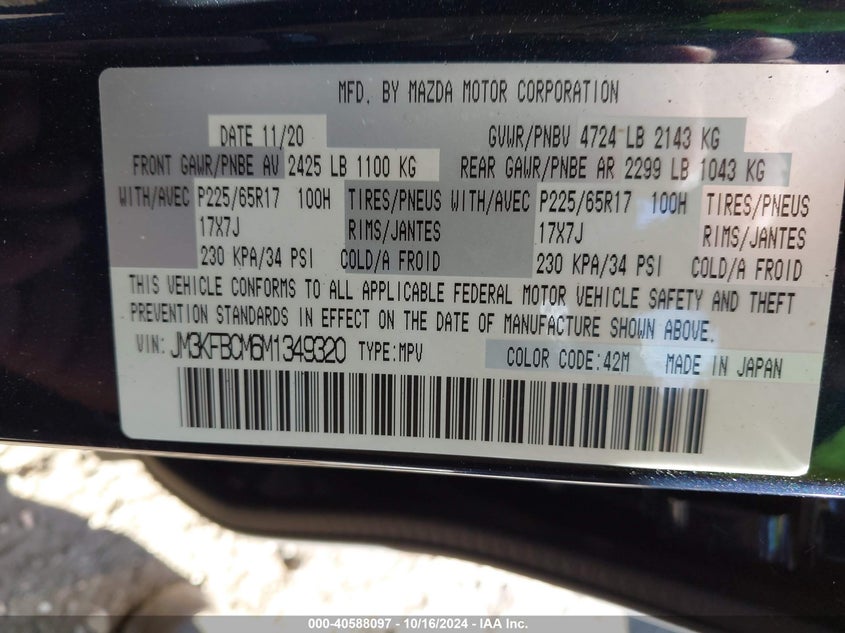 MFD. BY MAZDA MOTOR CORPORATION
DATE 11/20 GVWR/PNBV 4724 LB 2143 KG
FRONT GAWR/PNBE AV 2425 LB 1100 KG REAR GAWR/PNBE AR 2299 LB 1043 KG
WITH/AVEC P225/65R17 100H TIRES/PNEUS WITH/AVEC P225/65R17 100H TIRES/PNEUS
17X7J RIMS/JANTES 17X7J RIMS/JANTES
230 KPA/34 PSI COLD/A FROID 230 KPA/34 PSI COLD/A FROID
THIS VEHICLE CONFORMS TO ALL APPLICABLE FEDERAL MOTOR VEHICLE SAFETY AND THEFT
PREVENTION STANDARDS IN EFFECT ON THE DATE OF MANUFACTURE SHOWN ABOVE.
VIN: JM3KFBCM6M1349320 TYPE:MPV COLOR CODE:42M MADE IN JAPAN
000-40588097 - 10/16/2024 - IAA Inc.